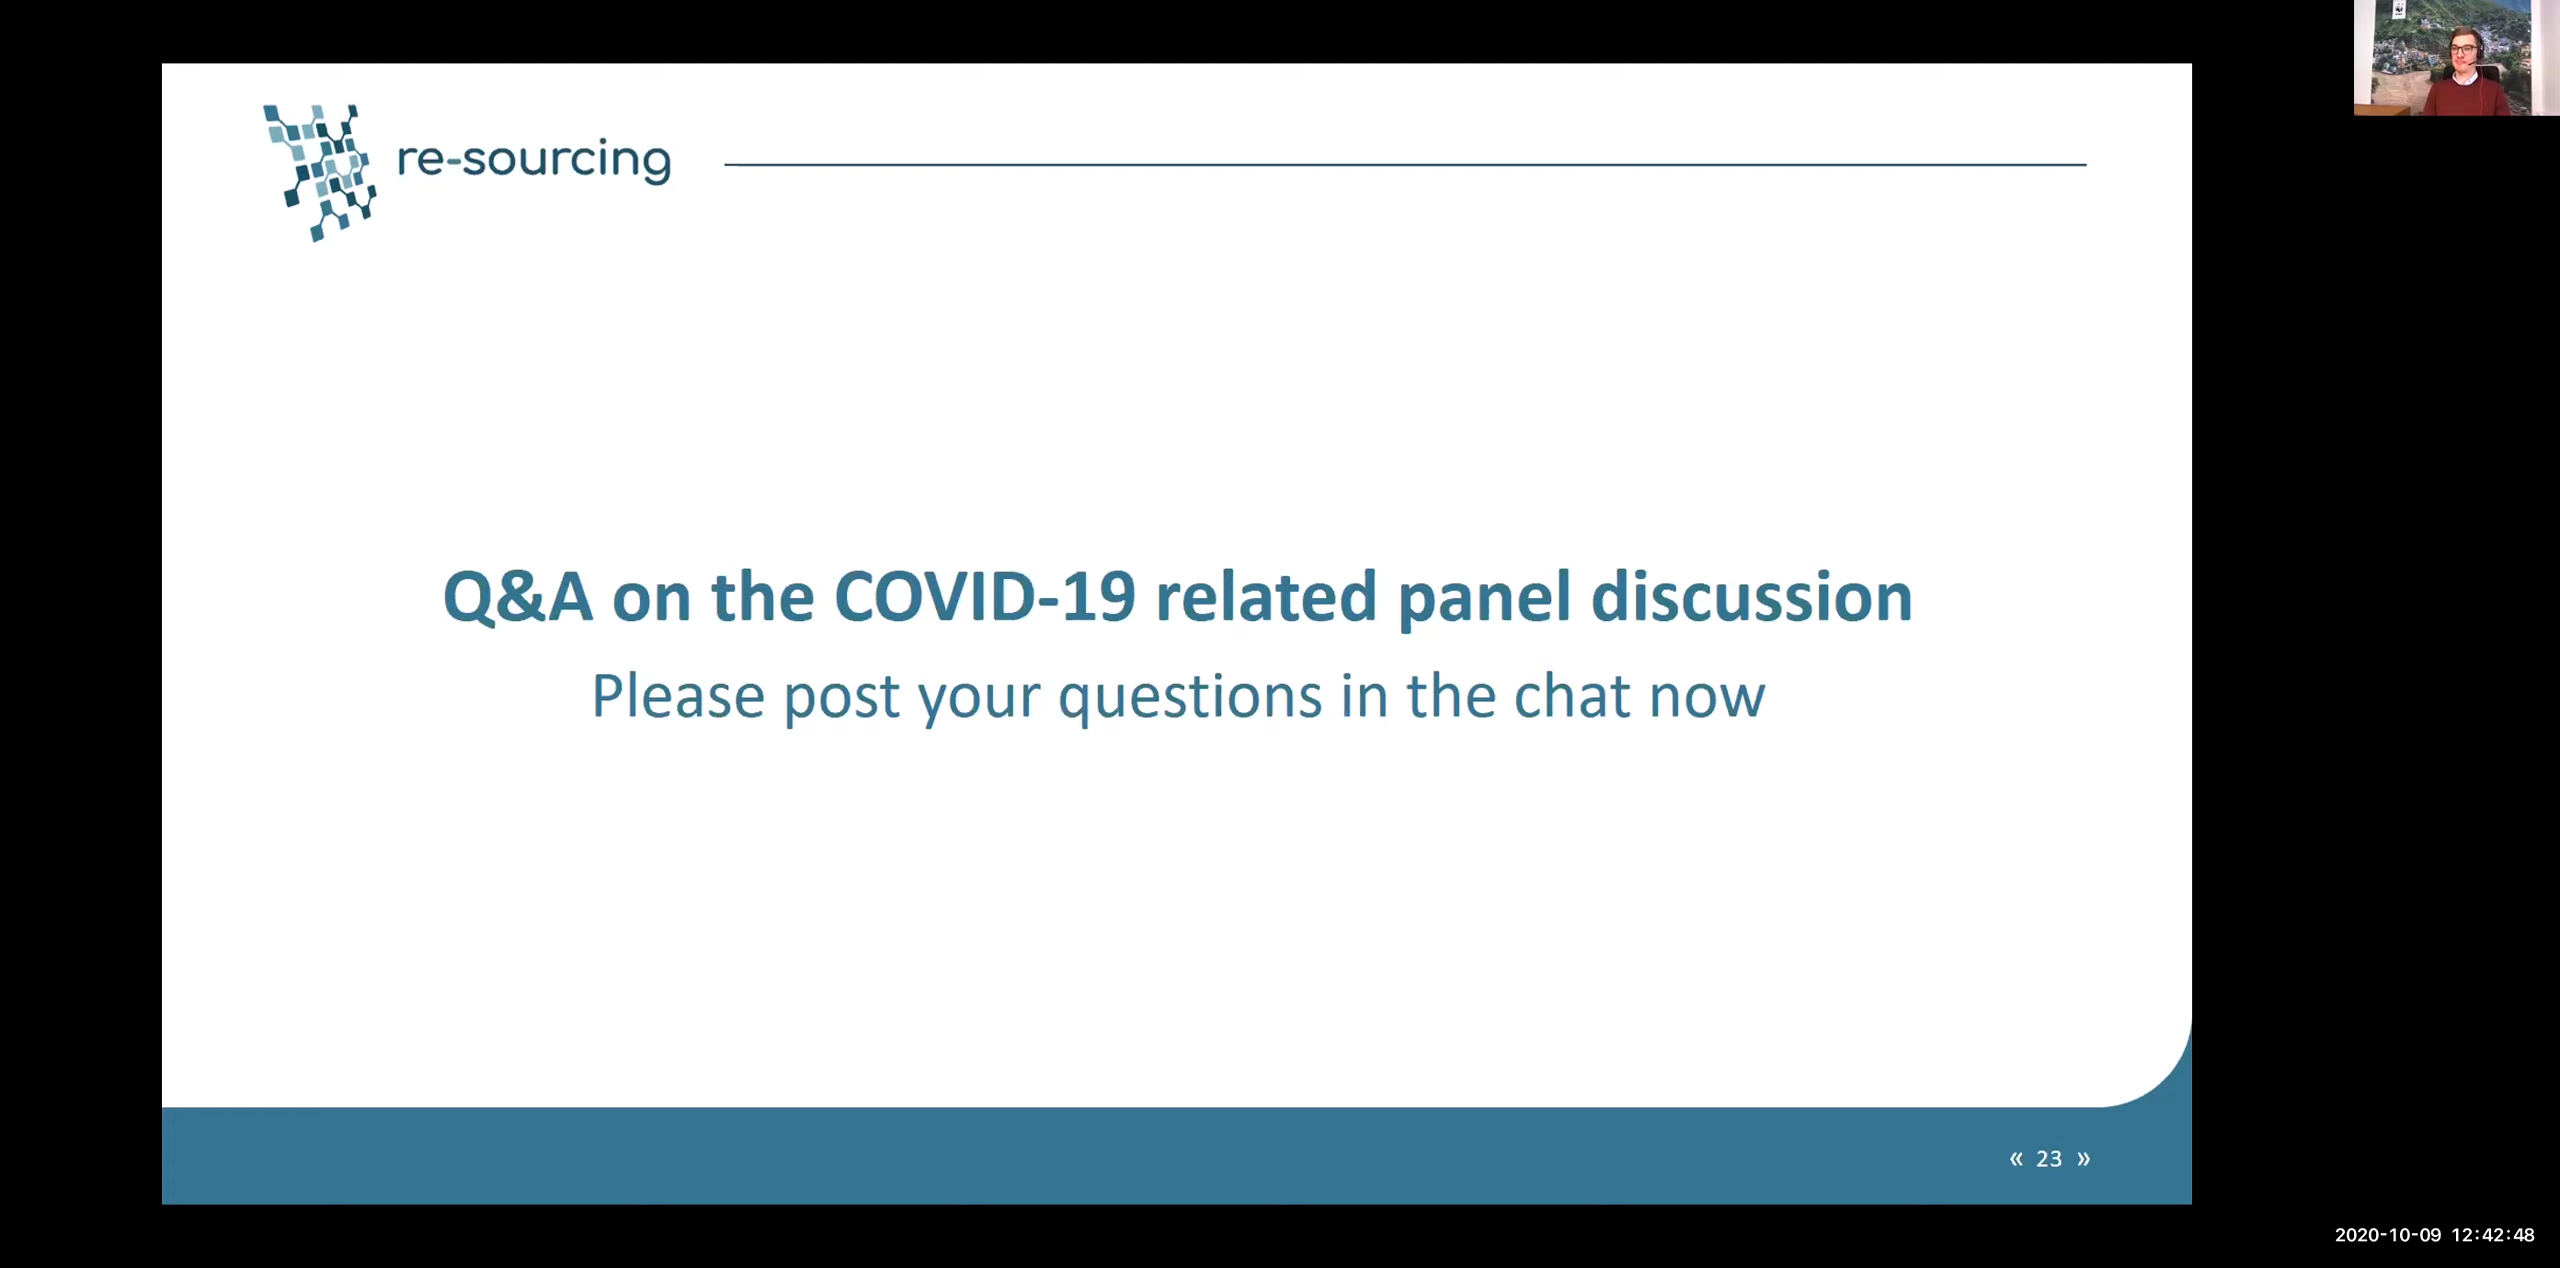 re-sourcing
Q&A on the COVID-19 related panel discussion
Please post your questions in the chat now
« 23 »
2020-10-09 12:42:48